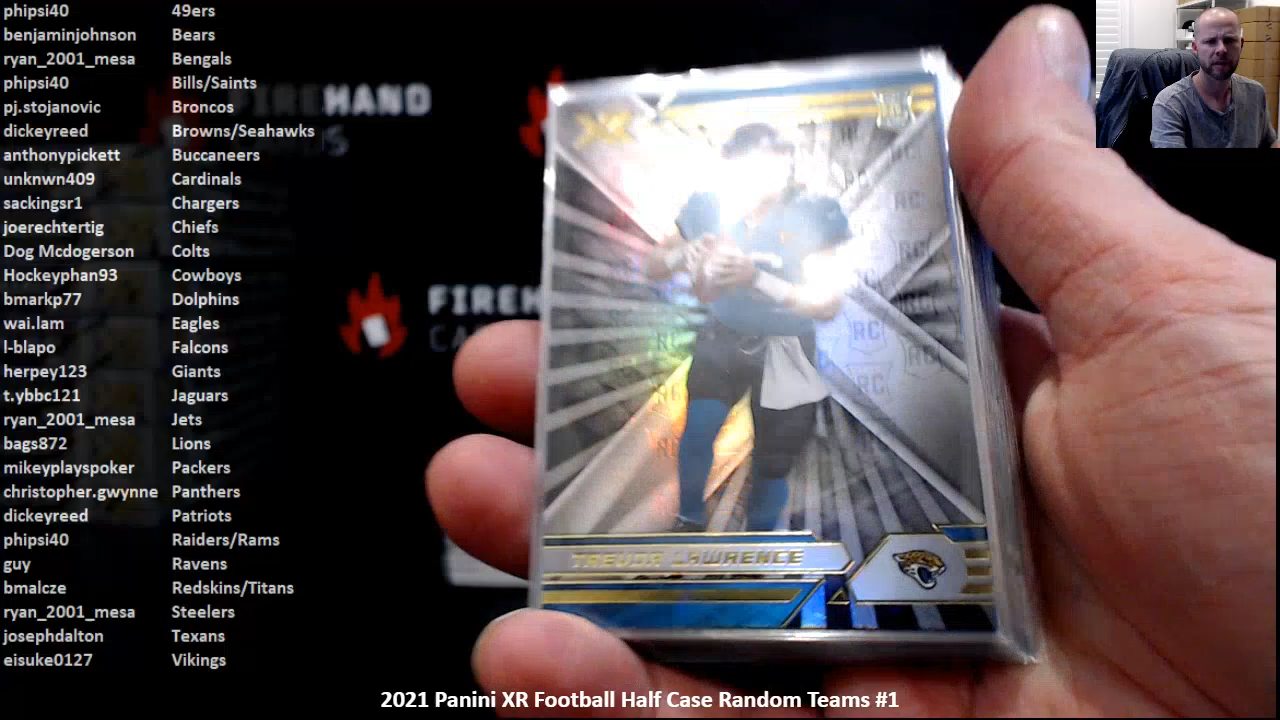 phipsi40 49ers
benjaminjohnson Bears
ryan_2001_mesa Bengals
phipsi40 Bills/Saints
pj.stojanovic Broncos
dickeyreed Browns/Seahawks
anthonypickett Buccaneers
unknwn409 Cardinals
sackingsr1 Chargers
joerechtertig Chiefs
Dog Mcdogerson Colts
Hockeyphan93 Cowboys
bmarkp77 Dolphins
wai.lam Eagles
l-blapo Falcons
herpey123 Giants
t.ybbc121 Jaguars
ryan_2001_mesa Jets
bags872 Lions
mikeyplayspoker Packers
christopher.gwynne Panthers
dickeyreed Patriots
phipsi40 Raiders/Rams
guy Ravens
bmalcze Redskins/Titans
ryan_2001_mesa Steelers
josephdalton Texans
eisuke0127 Vikings
FIREHAND
XR
RC
TREVOR LAWRENCE
2021 Panini XR Football Half Case Random Teams #1